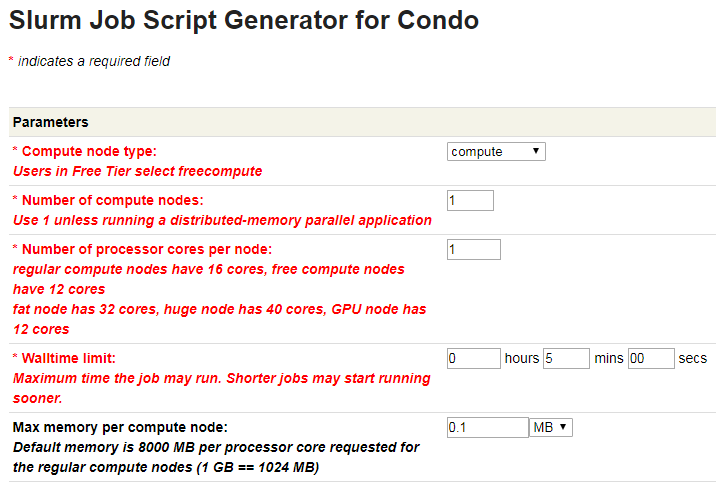 Slurm Job Script Generator for Condo
* indicates a required field
Parameters
* Compute node type:
compute
Users in Free Tier select freecompute
* Number of compute nodes:
1
Use 1 unless running a distributed-memory parallel application
* Number of processor cores per node:
1
regular compute nodes have 16 cores, free compute nodes
have 12 cores
fat node has 32 cores, huge node has 40 cores, GPU node has
12 cores
* Walltime limit:
0 hours 5 mins 00 secs
Maximum time the job may run. Shorter jobs may start running
sooner.
Max memory per compute node:
0.1 MB
Default memory is 8000 MB per processor core requested for
the regular compute nodes (1 GB == 1024 MB)